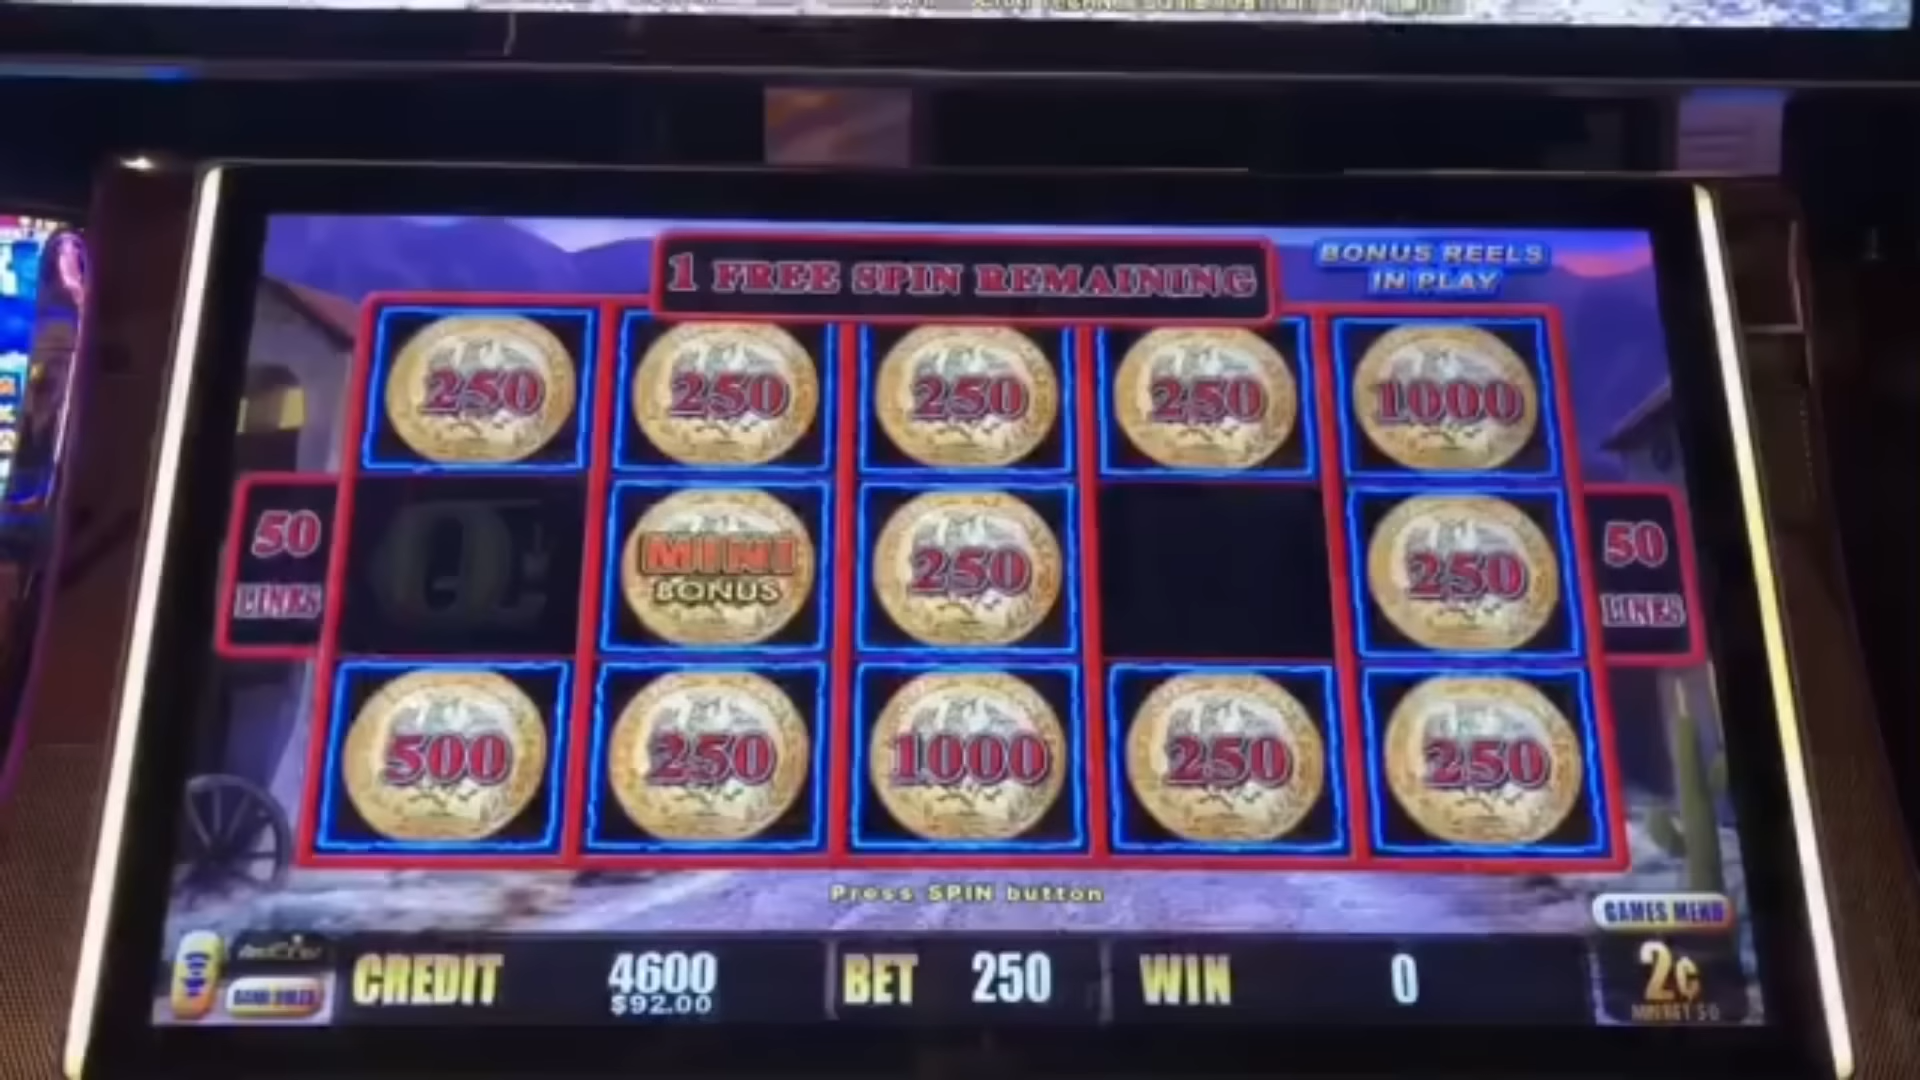 1 FREE SPIN REMAINING
BONUS REELS
IN PLAY
250 250 250 250 1000
50
LINES
Q
MINI
BONUS
250
250
50
LINES
500 250 1000 250 250
Press SPIN button
GAMES MENU
GAME RULES
CREDIT 4600
$92.00
BET 250
WIN 0
2¢